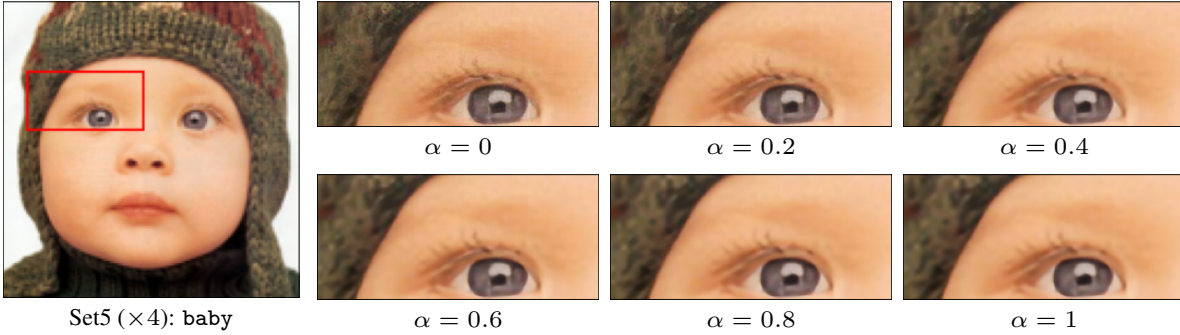 α = 0
α = 0.2
α = 0.4
Set5 (×4): baby
α = 0.6
α = 0.8
α = 1